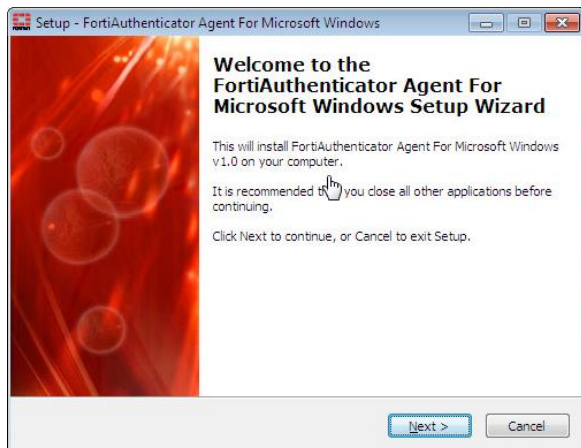 Setup - FortiAuthenticator Agent For Microsoft Windows
Welcome to the
FortiAuthenticator Agent For
Microsoft Windows Setup Wizard
This will install FortiAuthenticator Agent For Microsoft Windows
v1.0 on your computer.
It is recommended you close all other applications before
continuing.
Click Next to continue, or Cancel to exit Setup.
Next >
Cancel